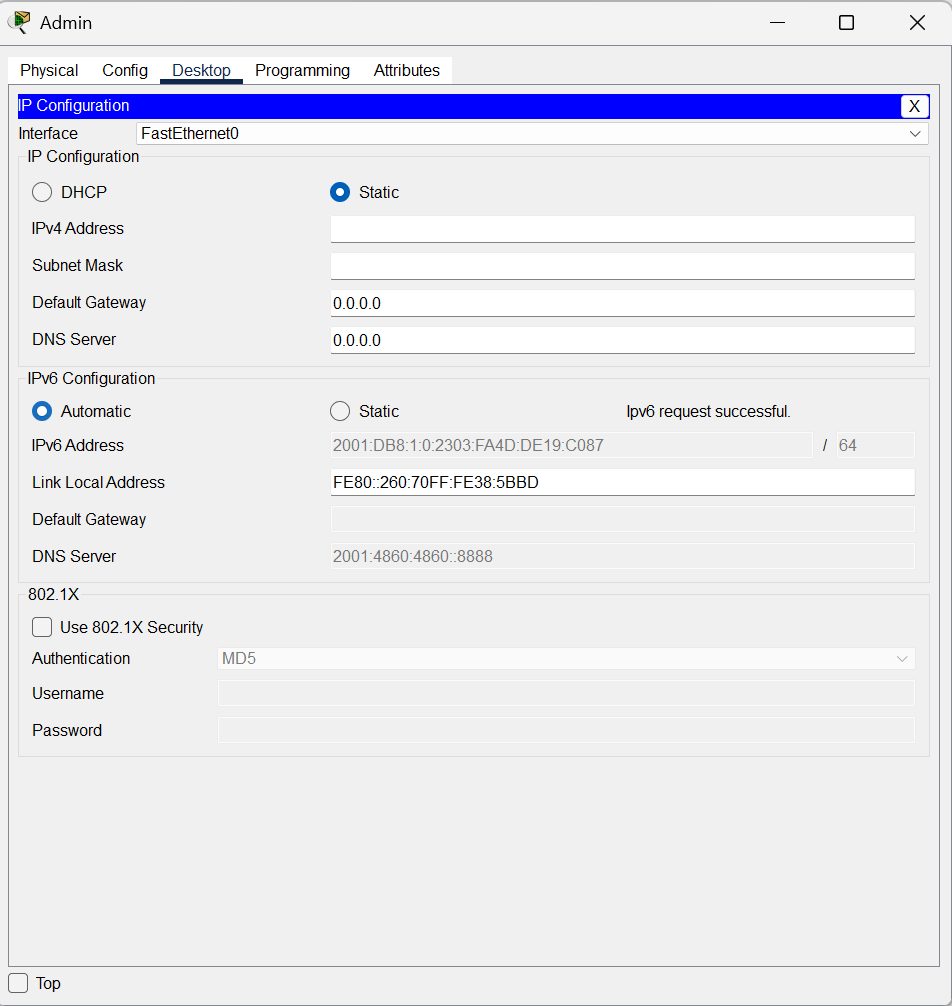 Admin
Physical Config Desktop Programming Attributes
IP Configuration X
Interface FastEthernet0
IP Configuration
DHCP Static
IPv4 Address
Subnet Mask
Default Gateway 0.0.0.0
DNS Server 0.0.0.0
IPv6 Configuration
Automatic Static Ipv6 request successful.
IPv6 Address 2001:DB8:1:0:2303:FA4D:DE19:C087 / 64
Link Local Address FE80::260:70FF:FE38:5BBD
Default Gateway
DNS Server 2001:4860:4860::8888
802.1X
Use 802.1X Security
Authentication MD5
Username
Password
Top